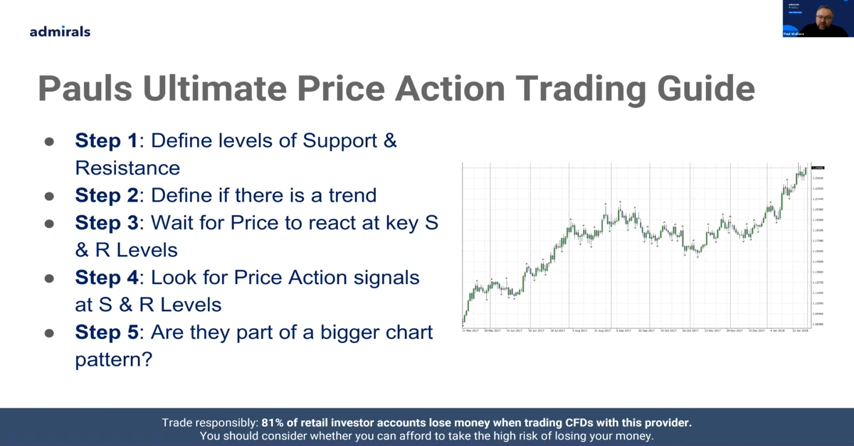 admirals
Pauls Ultimate Price Action Trading Guide
● Step 1: Define levels of Support &
Resistance
● Step 2: Define if there is a trend
● Step 3: Wait for Price to react at key S
& R Levels
● Step 4: Look for Price Action signals
at S & R Levels
● Step 5: Are they part of a bigger chart
pattern?
Trade responsibly: 81% of retail investor accounts lose money when trading CFDs with this provider.
You should consider whether you can afford to take the high risk of losing your money.